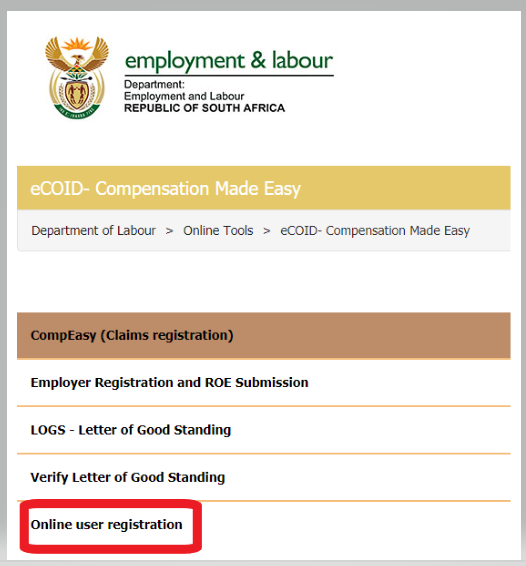 employment & labour
Department:
Employment and Labour
REPUBLIC OF SOUTH AFRICA
eCOID- Compensation Made Easy
Department of Labour > Online Tools > eCOID- Compensation Made Easy
CompEasy (Claims registration)
Employer Registration and ROE Submission
LOGS - Letter of Good Standing
Verify Letter of Good Standing
Online user registration